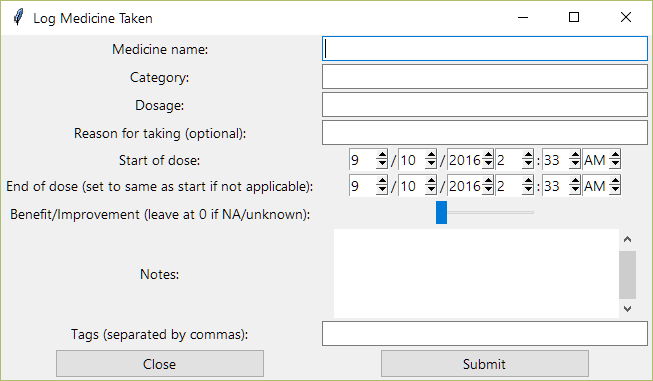 Log Medicine Taken
Medicine name:
Category:
Dosage:
Reason for taking (optional):
Start of dose: 9 / 10 / 2016 2 : 33 AM
End of dose (set to same as start if not applicable): 9 / 10 / 2016 2 : 33 AM
Benefit/Improvement (leave at 0 if NA/unknown):
Notes:
Tags (separated by commas):
Close Submit